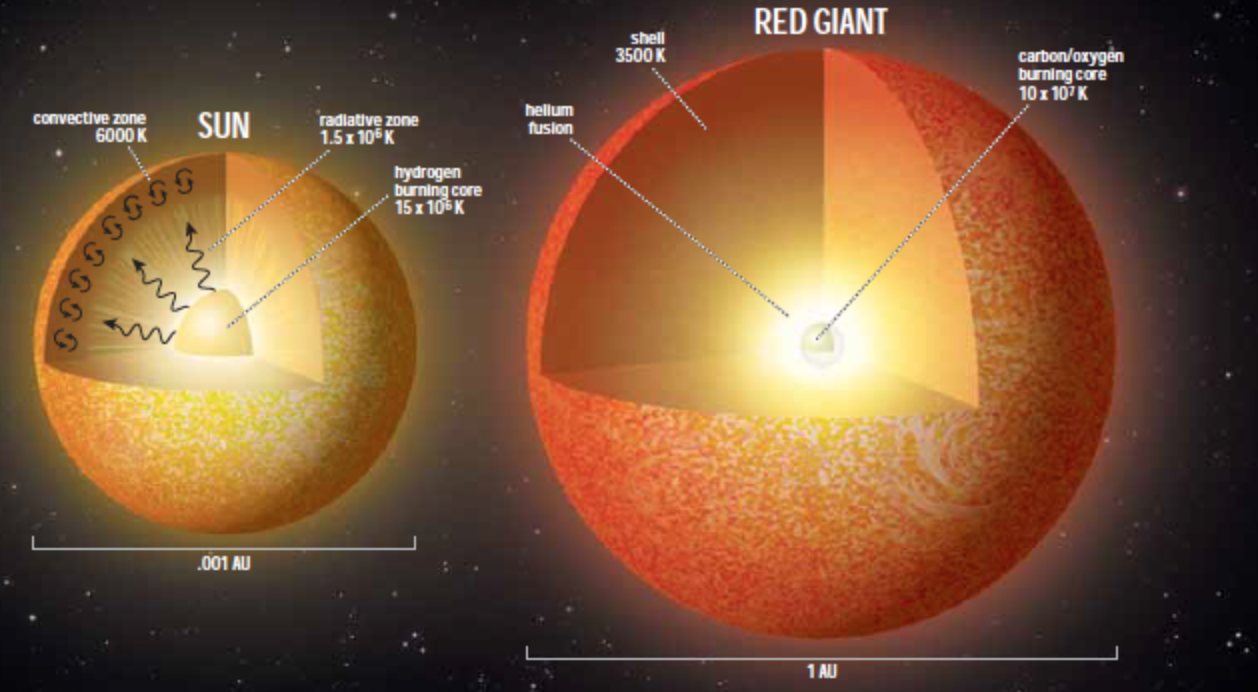 RED GIANT
shell
3500 K
carbon/oxygen
burning core
10 x 10⁷ K
helium
fusion
convective zone
6000 K
SUN
radiative zone
1.5 x 10⁶ K
hydrogen
burning core
15 x 10⁶ K
.001 AU
1 AU